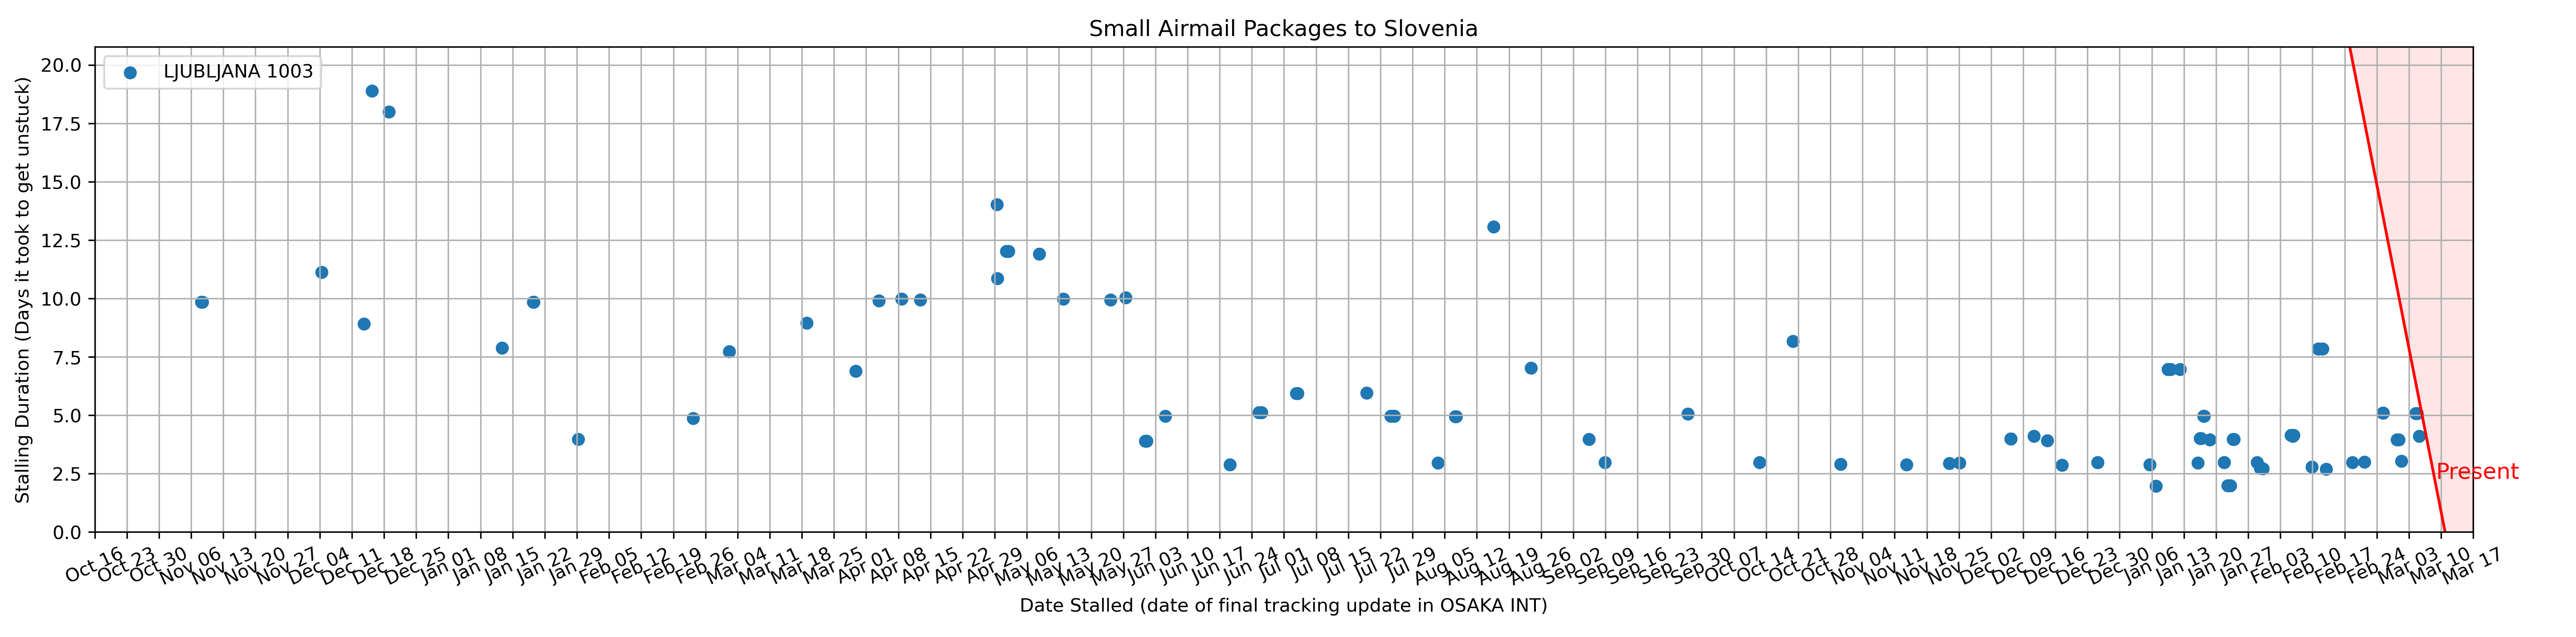 Small Airmail Packages to Slovenia
LJUBLJANA 1003
Stalling Duration (Days it took to get unstuck)
20.0
17.5
15.0
12.5
10.0
7.5
5.0
2.5
0.0
Present
Oct 16
Oct 23
Oct 30
Nov 06
Nov 13
Nov 20
Nov 27
Dec 04
Dec 11
Dec 18
Dec 25
Jan 01
Jan 08
Jan 15
Jan 22
Jan 29
Feb 05
Feb 12
Feb 19
Feb 26
Mar 04
Mar 11
Mar 18
Mar 25
Apr 01
Apr 08
Apr 15
Apr 22
Apr 29
May 06
May 13
May 20
May 27
Jun 03
Jun 10
Jun 17
Jun 24
Jul 01
Jul 08
Jul 15
Jul 22
Jul 29
Aug 05
Aug 12
Aug 19
Aug 26
Sep 02
Sep 09
Sep 16
Sep 23
Sep 30
Oct 07
Oct 14
Oct 21
Oct 28
Nov 04
Nov 11
Nov 18
Nov 25
Dec 02
Dec 09
Dec 16
Dec 23
Dec 30
Jan 06
Jan 13
Jan 20
Jan 27
Feb 03
Feb 10
Feb 17
Feb 24
Mar 03
Mar 10
Mar 17
Date Stalled (date of final tracking update in OSAKA INT)